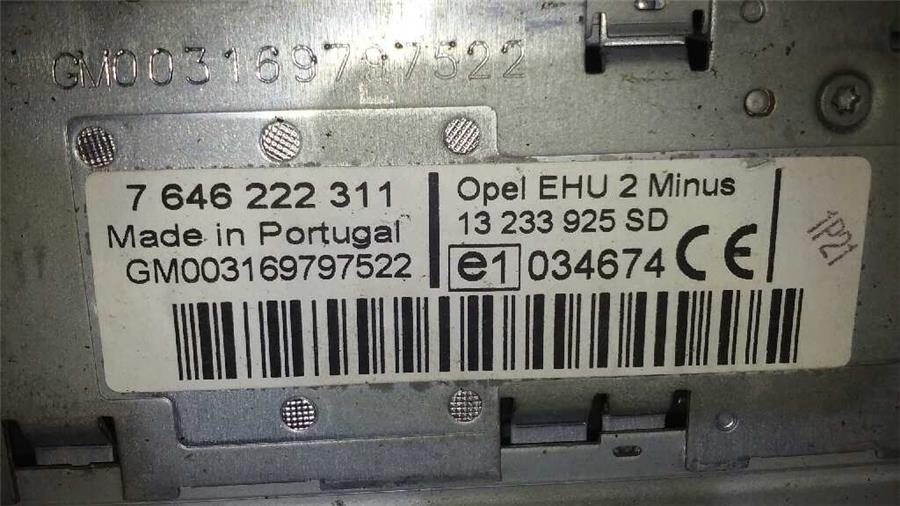 GM003169797522
7 646 222 311
Made in Portugal
GM003169797522
Opel EHU 2 Minus
13 233 925 SD
e1 034674 CE
1P21